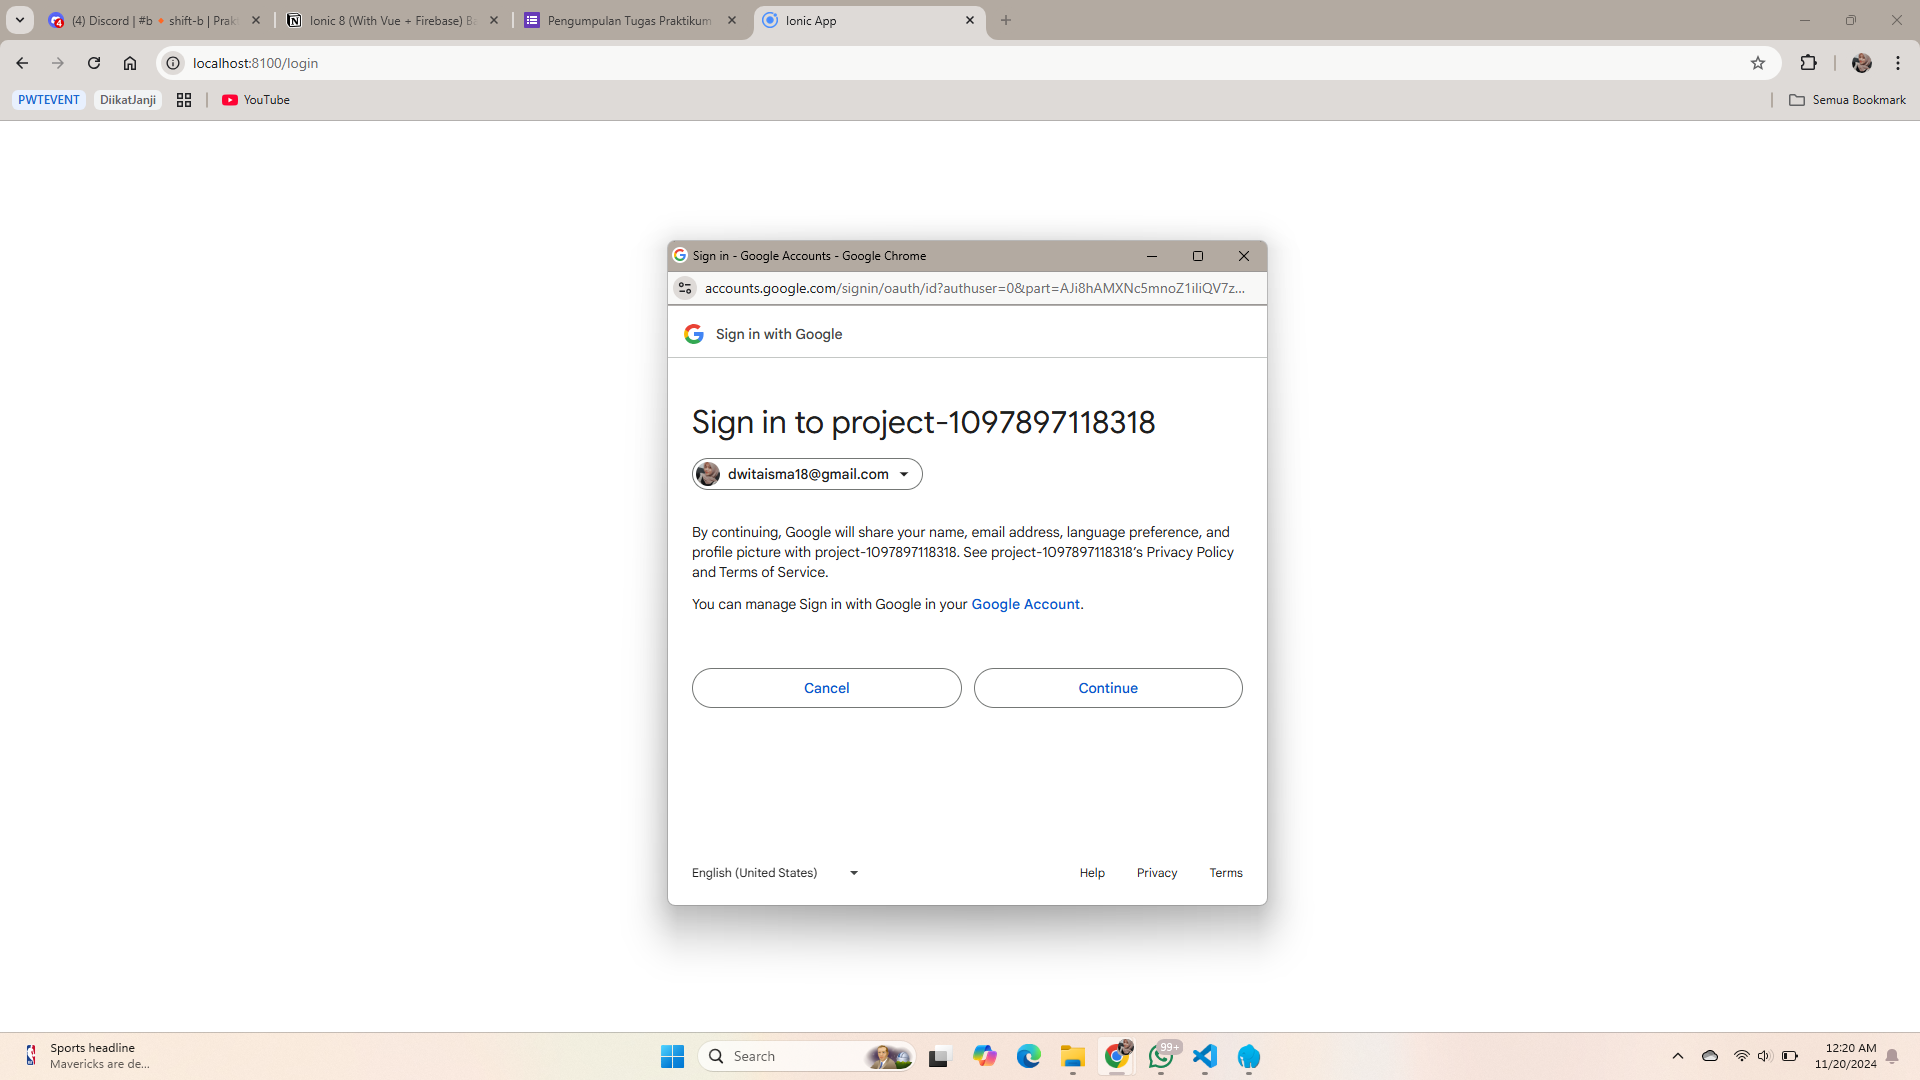 (4) Discord | #b 🔸 shift-b | Prak
Ionic 8 (With Vue + Firebase) Ba
Pengumpulan Tugas Praktikum
Ionic App
localhost:8100/login
PWTEVENT
DiikatJanji
YouTube
Semua Bookmark
Sign in - Google Accounts - Google Chrome
accounts.google.com/signin/oauth/id?authuser=0&part=AJi8hAMXNc5mnoZ1iIiQV7z...
Sign in with Google
Sign in to project-1097897118318
dwitaisma18@gmail.com
By continuing, Google will share your name, email address, language preference, and
profile picture with project-1097897118318. See project-1097897118318's Privacy Policy
and Terms of Service.
You can manage Sign in with Google in your Google Account.
Cancel
Continue
English (United States)
Help
Privacy
Terms
Sports headline
Mavericks are de...
Search
99+
12:20 AM
11/20/2024